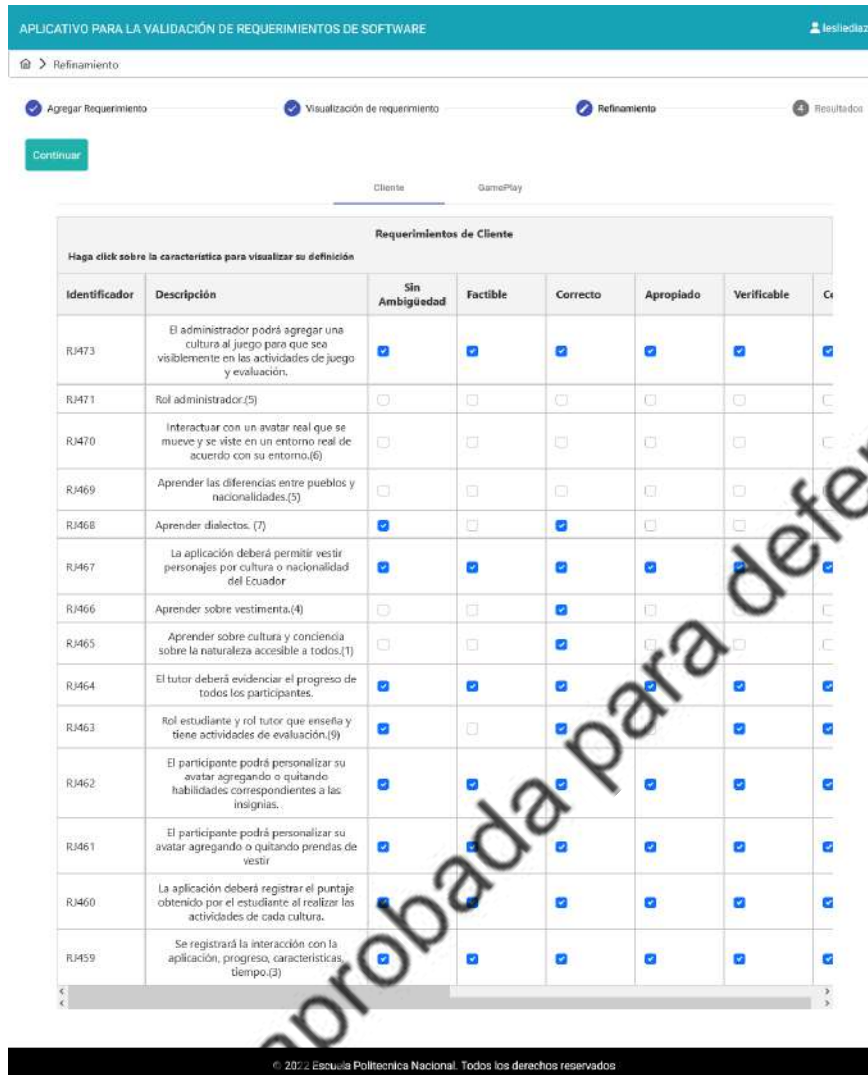 APLICATIVO PARA LA VALIDACIÓN DE REQUERIMIENTOS DE SOFTWARE
lesliediaz
Refinamiento
Agregar Requerimiento
Visualización de requerimiento
Refinamiento
4 Resultados
Continuar
Cliente GamePlay
Requerimientos de Cliente
Haga click sobre la característica para visualizar su definición
Identificador Descripción Sin Ambigüedad Factible Correcto Apropiado Verificable
RJ473
El administrador podrá agregar una
cultura al juego para que sea
visiblemente en las actividades de juego
y evaluación.
RJ471 Rol administrador.(5)
RJ470
Interactuar con un avatar real que se
mueve y se viste en un entorno real de
acuerdo con su entorno.(6)
RJ469
Aprender las diferencias entre pueblos y
nacionalidades.(5)
RJ468 Aprender dialectos. (7)
RJ467
La aplicación deberá permitir vestir
personajes por cultura o nacionalidad
del Ecuador
RJ466 Aprender sobre vestimenta.(4)
RJ465
Aprender sobre cultura y conciencia
sobre la naturaleza accesible a todos.(1)
RJ464
El tutor deberá evidenciar el progreso de
todos los participantes.
RJ463
Rol estudiante y rol tutor que enseña y
tiene actividades de evaluación.(9)
RJ462
El participante podrá personalizar su
avatar agregando o quitando
habilidades correspondientes a las
insignias.
RJ461
El participante podrá personalizar su
avatar agregando o quitando prendas de
vestir
RJ460
La aplicación deberá registrar el puntaje
obtenido por el estudiante al realizar las
actividades de cada cultura.
RJ459
Se registrará la interacción con la
aplicación, progreso, características,
tiempo.(3)
aprobada para defen
© 2022 Escuela Politecnica Nacional. Todos los derechos reservados